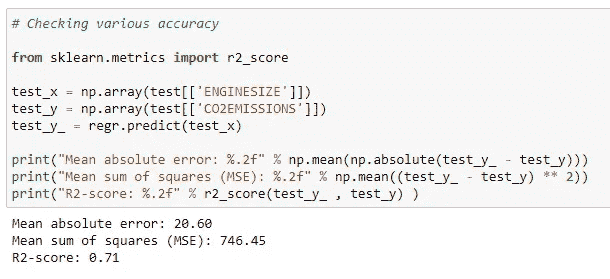 # Checking various accuracy
from sklearn.metrics import r2_score
test_x = np.array(test[['ENGINESIZE']])
test_y = np.array(test[['CO2EMISSIONS']])
test_y_ = regr.predict(test_x)
print("Mean absolute error: %.2f" % np.mean(np.absolute(test_y_ - test_y)))
print("Mean sum of squares (MSE): %.2f" % np.mean((test_y_ - test_y) ** 2))
print("R2-score: %.2f" % r2_score(test_y_ , test_y) )
Mean absolute error: 20.60
Mean sum of squares (MSE): 746.45
R2-score: 0.71